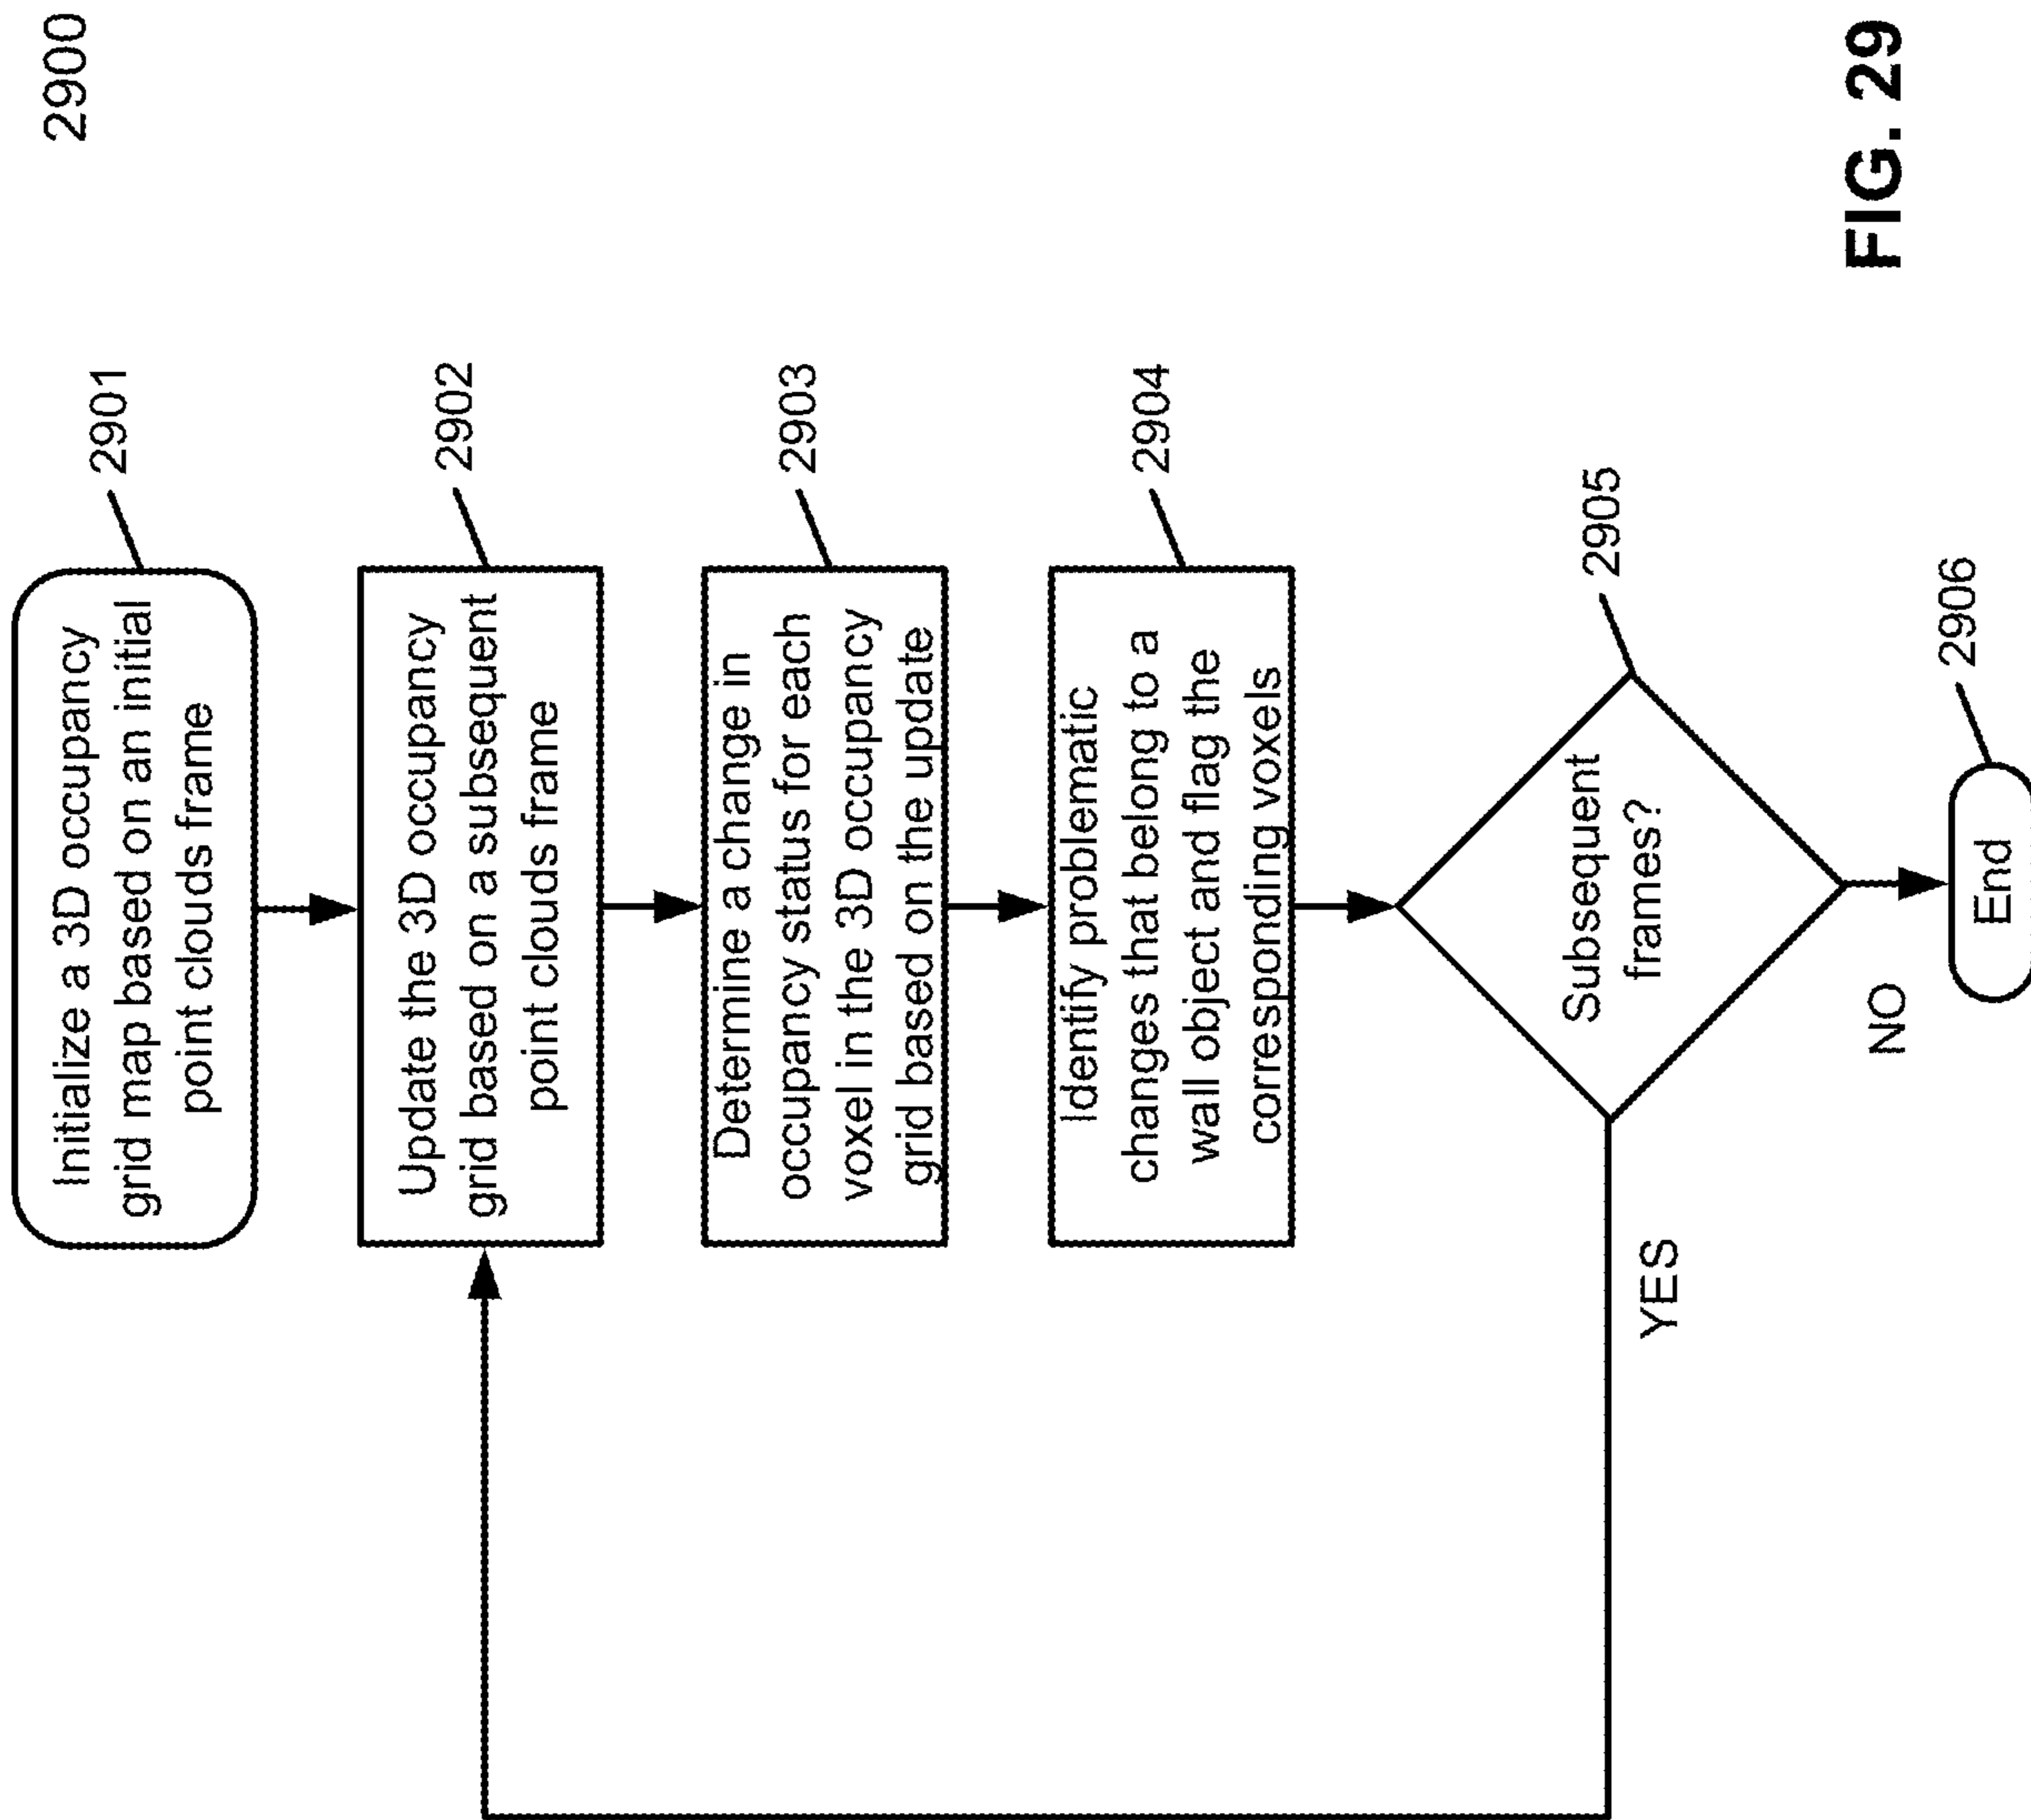 2900
Initialize a 3D occupancy
grid map based on an initial
point clouds frame
2901
Update the 3D occupancy
grid based on a subsequent
point clouds frame
2902
Determine a change in
occupancy status for each
voxel in the 3D occupancy
grid based on the update
2903
Identify problematic
changes that belong to a
wall object and flag the
corresponding voxels
2904
Subsequent
frames?
2905
YES
NO
End
2906
FIG. 29